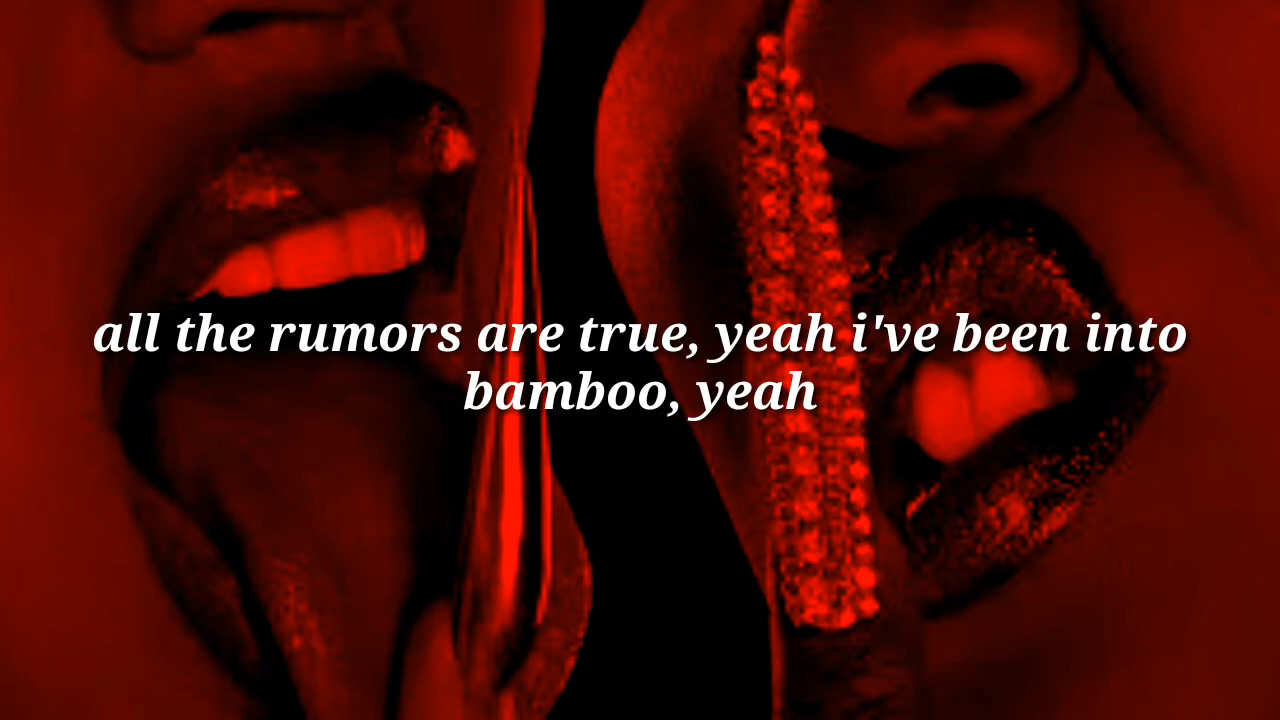 all the rumors are true, yeah i've been into
bamboo, yeah